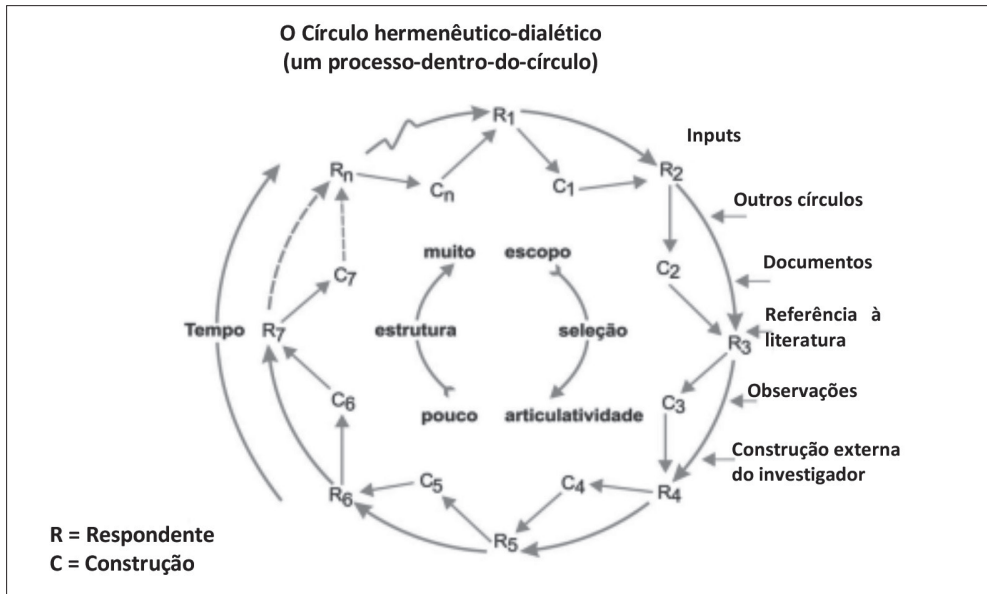 O Círculo hermenêutico-dialético
(um processo-dentro-do-círculo)
R1
Inputs
Rn
Cn
C1
R2
Outros círculos
muito
escopo
C7
C2
Documentos
Tempo
R7
estrutura
seleção
R3
Referência à
literatura
C6
C3
Observações
pouco
articulatividade
Construção externa
do investigador
R6
C5
C4
R4
R5
R = Respondente
C = Construção